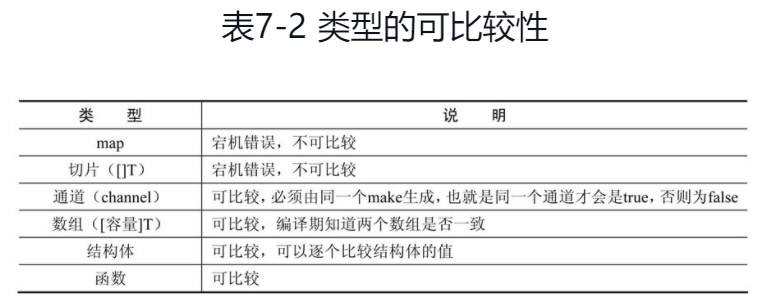 表7-2 类型的可比较性
类 型 说 明
map 宕机错误，不可比较
切片（[]T） 宕机错误，不可比较
通道（channel） 可比较，必须由同一个make生成，也就是同一个通道才会是true，否则为false
数组（[容量]T） 可比较，编译期知道两个数组是否一致
结构体 可比较，可以逐个比较结构体的值
函数 可比较